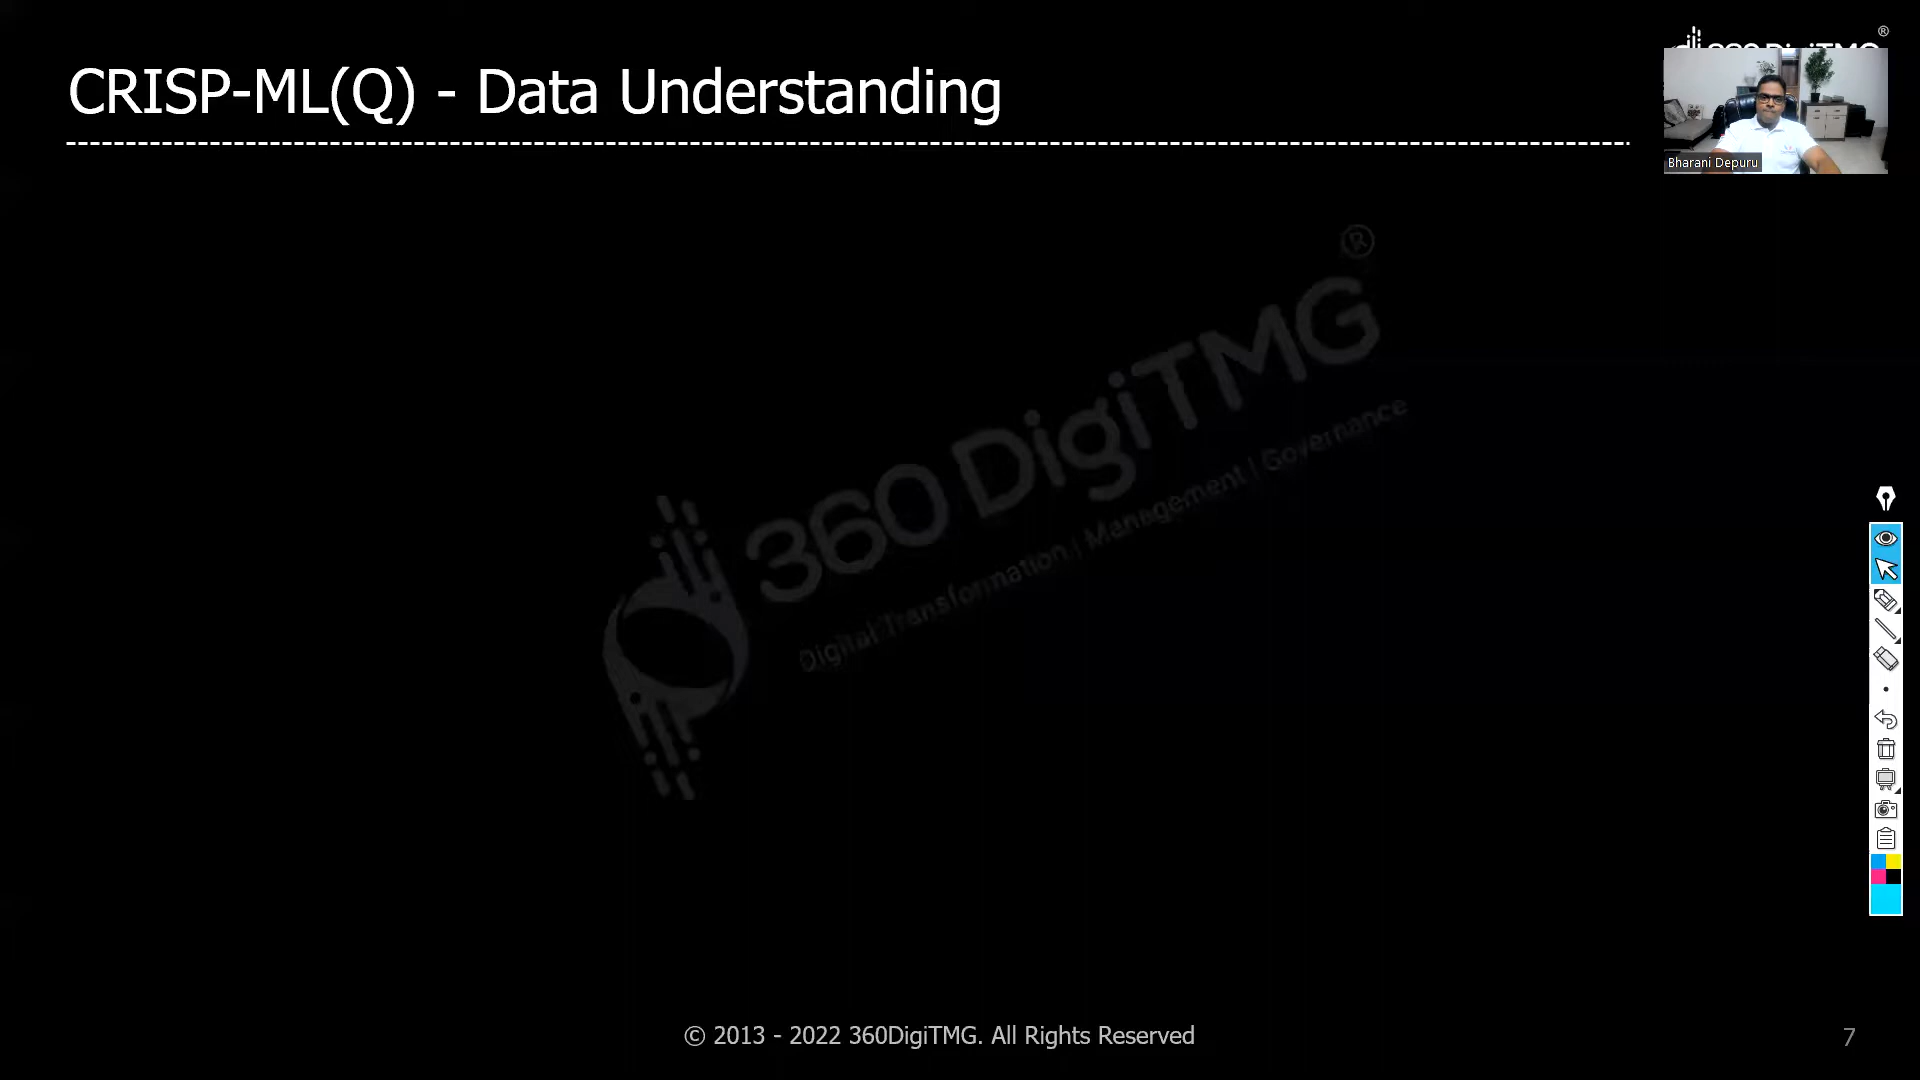 CRISP-ML(Q) - Data Understanding
®
Bharani Depuru
®
360 DigiTMG
Digital Transformation | Management | Governance
© 2013 - 2022 360DigiTMG. All Rights Reserved
7